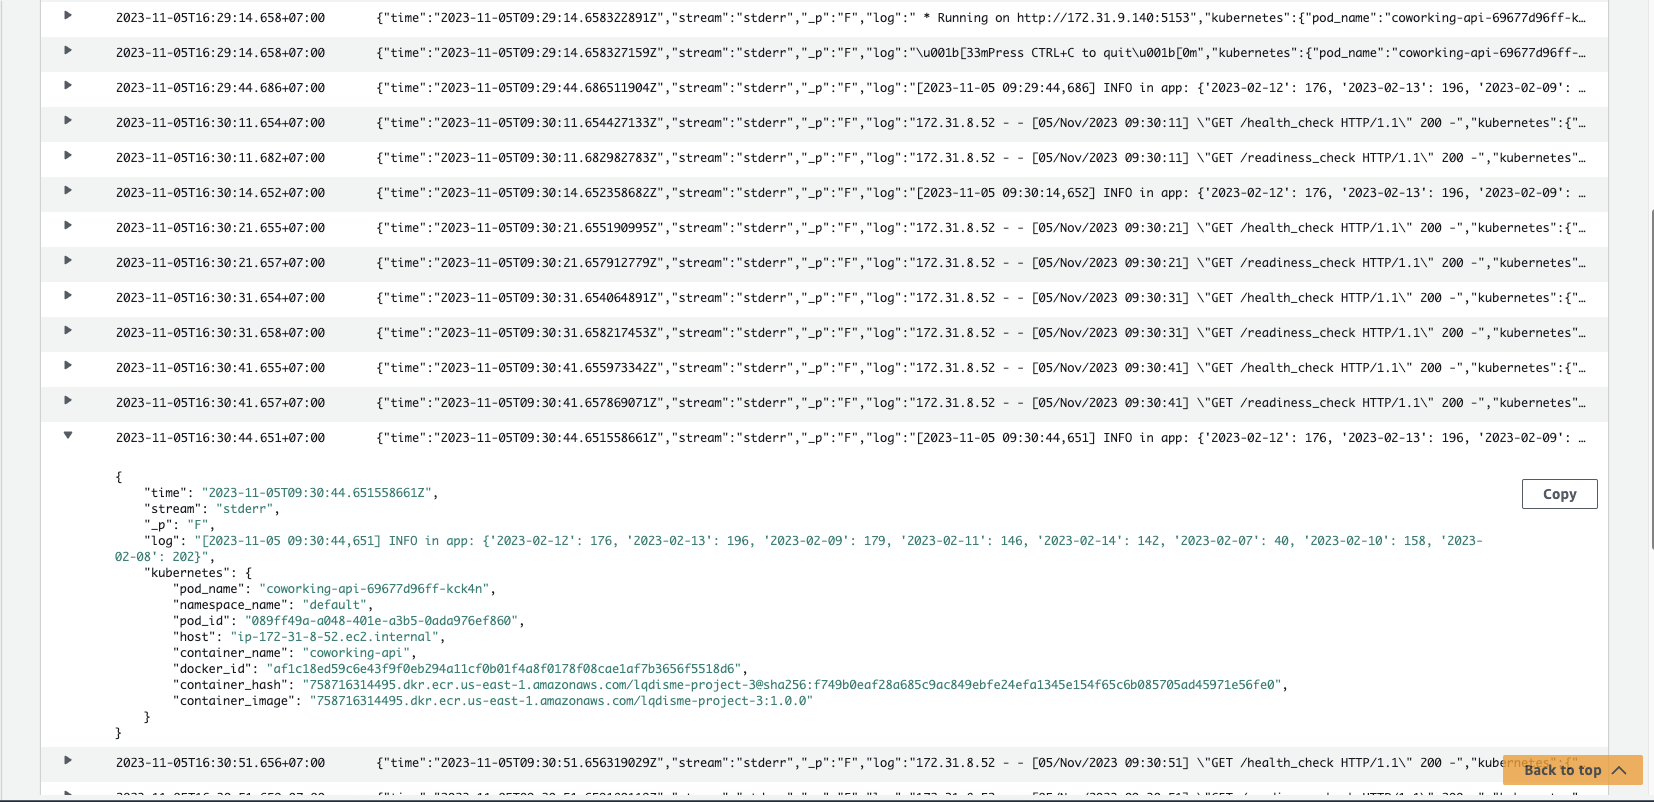 2023-11-05T16:29:14.658+07:00 {"time":"2023-11-05T09:29:14.658322891Z","stream":"stderr","_p":"F","log":" * Running on http://172.31.9.140:5153","kubernetes":{"pod_name":"coworking-api-69677d96ff-k…
2023-11-05T16:29:14.658+07:00 {"time":"2023-11-05T09:29:14.658327159Z","stream":"stderr","_p":"F","log":"\u001b[33mPress CTRL+C to quit\u001b[0m","kubernetes":{"pod_name":"coworking-api-69677d96ff-…
2023-11-05T16:29:44.686+07:00 {"time":"2023-11-05T09:29:44.686511904Z","stream":"stderr","_p":"F","log":"[2023-11-05 09:29:44,686] INFO in app: {'2023-02-12': 176, '2023-02-13': 196, '2023-02-09': …
2023-11-05T16:30:11.654+07:00 {"time":"2023-11-05T09:30:11.654427133Z","stream":"stderr","_p":"F","log":"172.31.8.52 - - [05/Nov/2023 09:30:11] \"GET /health_check HTTP/1.1\" 200 -","kubernetes":{"…
2023-11-05T16:30:11.682+07:00 {"time":"2023-11-05T09:30:11.682982783Z","stream":"stderr","_p":"F","log":"172.31.8.52 - - [05/Nov/2023 09:30:11] \"GET /readiness_check HTTP/1.1\" 200 -","kubernetes"…
2023-11-05T16:30:14.652+07:00 {"time":"2023-11-05T09:30:14.652358682Z","stream":"stderr","_p":"F","log":"[2023-11-05 09:30:14,652] INFO in app: {'2023-02-12': 176, '2023-02-13': 196, '2023-02-09': …
2023-11-05T16:30:21.655+07:00 {"time":"2023-11-05T09:30:21.655190995Z","stream":"stderr","_p":"F","log":"172.31.8.52 - - [05/Nov/2023 09:30:21] \"GET /health_check HTTP/1.1\" 200 -","kubernetes":{"…
2023-11-05T16:30:21.657+07:00 {"time":"2023-11-05T09:30:21.657912779Z","stream":"stderr","_p":"F","log":"172.31.8.52 - - [05/Nov/2023 09:30:21] \"GET /readiness_check HTTP/1.1\" 200 -","kubernetes"…
2023-11-05T16:30:31.654+07:00 {"time":"2023-11-05T09:30:31.654064891Z","stream":"stderr","_p":"F","log":"172.31.8.52 - - [05/Nov/2023 09:30:31] \"GET /health_check HTTP/1.1\" 200 -","kubernetes":{"…
2023-11-05T16:30:31.658+07:00 {"time":"2023-11-05T09:30:31.658217453Z","stream":"stderr","_p":"F","log":"172.31.8.52 - - [05/Nov/2023 09:30:31] \"GET /readiness_check HTTP/1.1\" 200 -","kubernetes"…
2023-11-05T16:30:41.655+07:00 {"time":"2023-11-05T09:30:41.655973342Z","stream":"stderr","_p":"F","log":"172.31.8.52 - - [05/Nov/2023 09:30:41] \"GET /health_check HTTP/1.1\" 200 -","kubernetes":{"…
2023-11-05T16:30:41.657+07:00 {"time":"2023-11-05T09:30:41.657869071Z","stream":"stderr","_p":"F","log":"172.31.8.52 - - [05/Nov/2023 09:30:41] \"GET /readiness_check HTTP/1.1\" 200 -","kubernetes"…
2023-11-05T16:30:44.651+07:00 {"time":"2023-11-05T09:30:44.651558661Z","stream":"stderr","_p":"F","log":"[2023-11-05 09:30:44,651] INFO in app: {'2023-02-12': 176, '2023-02-13': 196, '2023-02-09': …
{
Copy
"time": "2023-11-05T09:30:44.651558661Z",
"stream": "stderr",
"_p": "F",
"log": "[2023-11-05 09:30:44,651] INFO in app: {'2023-02-12': 176, '2023-02-13': 196, '2023-02-09': 179, '2023-02-11': 146, '2023-02-14': 142, '2023-02-07': 40, '2023-02-10': 158, '2023-
02-08': 202}",
"kubernetes": {
"pod_name": "coworking-api-69677d96ff-kck4n",
"namespace_name": "default",
"pod_id": "089ff49a-a048-401e-a3b5-0ada976ef860",
"host": "ip-172-31-8-52.ec2.internal",
"container_name": "coworking-api",
"docker_id": "af1c18ed59c6e43f9f0eb294a11cf0b01f4a8f0178f08cae1af7b3656f5518d6",
"container_hash": "758716314495.dkr.ecr.us-east-1.amazonaws.com/lqdisme-project-3@sha256:f749b0eaf28a685c9ac849ebfe24efa1345e154f65c6b085705ad45971e56fe0",
"container_image": "758716314495.dkr.ecr.us-east-1.amazonaws.com/lqdisme-project-3:1.0.0"
}
}
2023-11-05T16:30:51.656+07:00 {"time":"2023-11-05T09:30:51.656319029Z","stream":"stderr","_p":"F","log":"172.31.8.52 - - [05/Nov/2023 09:30:51] \"GET /health_check HTTP/1.1\" 200 -","kubernetes":{"…
Back to top